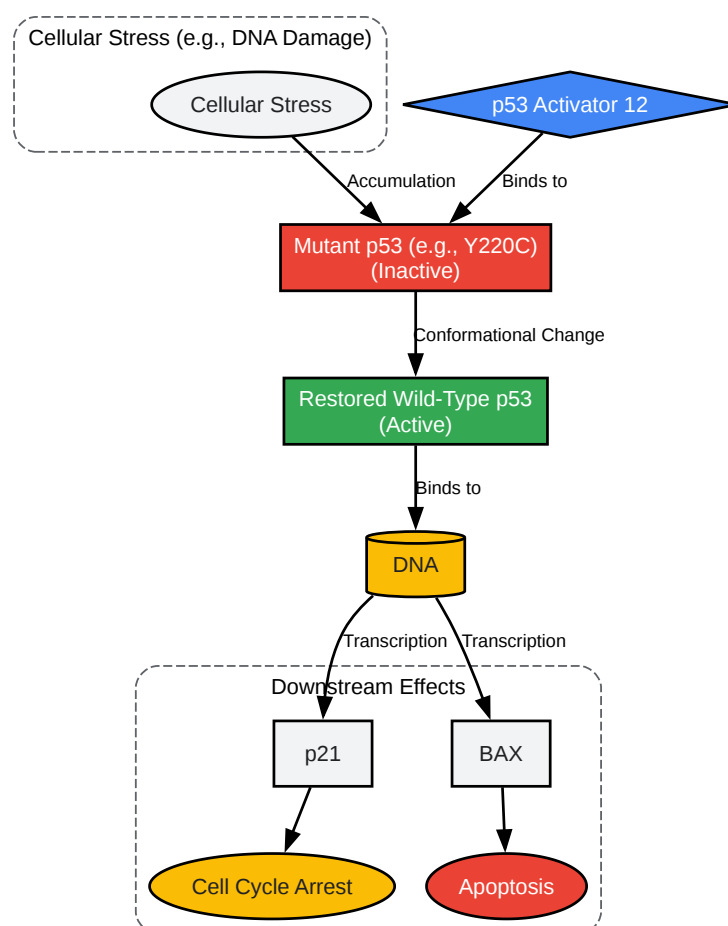 Cellular Stress (e.g., DNA Damage)
Cellular Stress
p53 Activator 12
Accumulation
Binds to
Mutant p53 (e.g., Y220C)
(Inactive)
Conformational Change
Restored Wild-Type p53
(Active)
Binds to
DNA
Transcription
Transcription
Downstream Effects
p21
BAX
Cell Cycle Arrest
Apoptosis